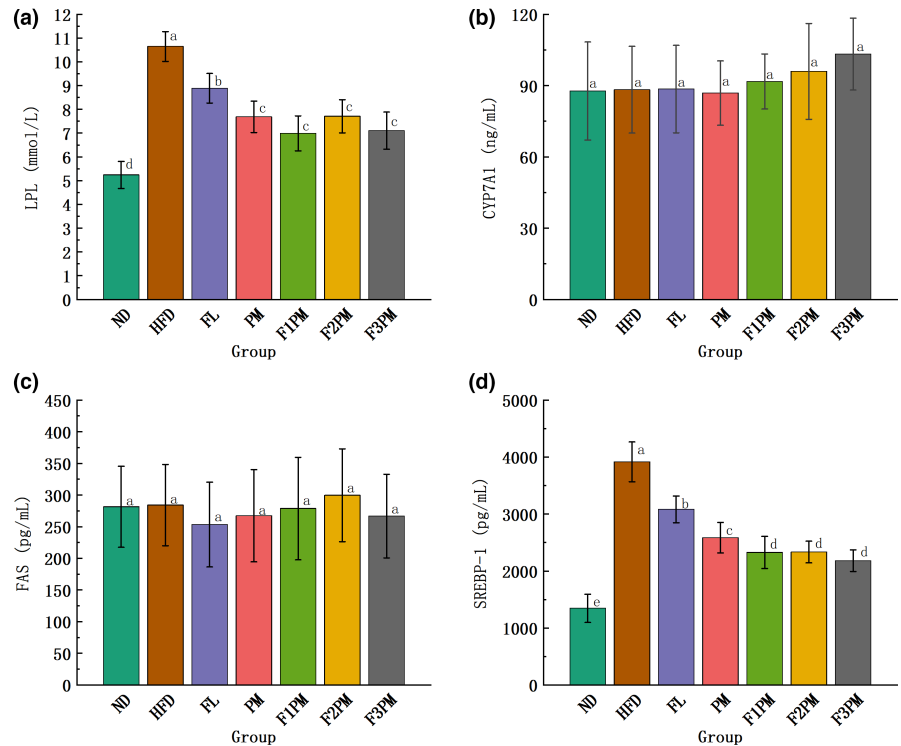 (a)
LPL (mmol/L)
12
11
10
9
8
7
6
5
4
3
2
1
0
d
a
b
c
c
c
c
ND
HFD
FL
PM
F1PM
F2PM
F3PM
Group
(b)
CYP7A1 (ng/mL)
120
90
60
30
0
a
a
a
a
a
a
a
ND
HFD
FL
PM
F1PM
F2PM
F3PM
Group
(c)
FAS (pg/mL)
450
400
350
300
250
200
150
100
50
0
a
a
a
a
a
a
a
ND
HFD
FL
PM
F1PM
F2PM
F3PM
Group
(d)
SREBP-1 (pg/mL)
5000
4000
3000
2000
1000
0
e
a
b
c
d
d
d
ND
HFD
FL
PM
F1PM
F2PM
F3PM
Group